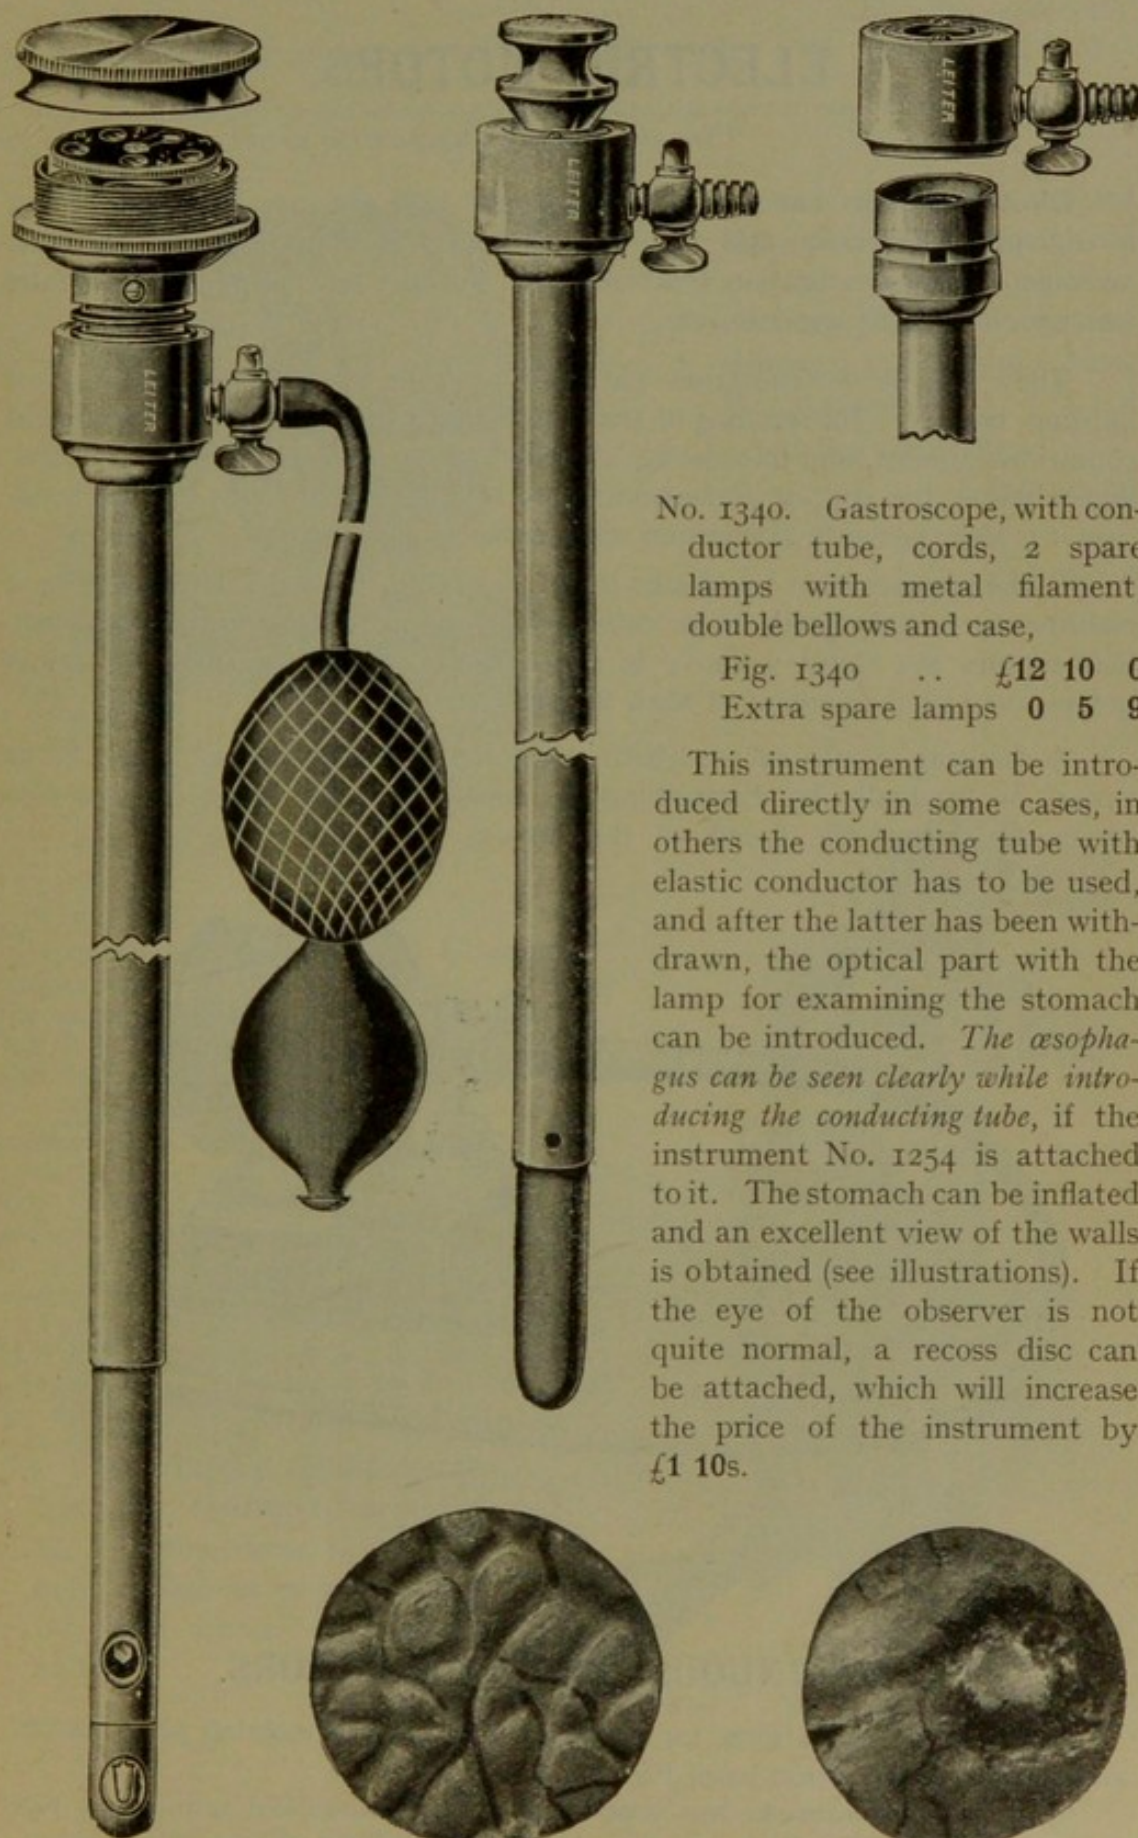 LEITER
LEITER
LEITER
No. 1340. Gastroscope, with con-
ductor tube, cords, 2 spare
lamps with metal filament
double bellows and case,
Fig. 1340 .. £12 10 0
Extra spare lamps 0 5 9
This instrument can be intro-
duced directly in some cases, in
others the conducting tube with
elastic conductor has to be used,
and after the latter has been with-
drawn, the optical part with the
lamp for examining the stomach
can be introduced. The œsopha-
gus can be seen clearly while intro-
ducing the conducting tube, if the
instrument No. 1254 is attached
to it. The stomach can be inflated
and an excellent view of the walls
is obtained (see illustrations). If
the eye of the observer is not
quite normal, a recoss disc can
be attached, which will increase
the price of the instrument by
£1 10s.